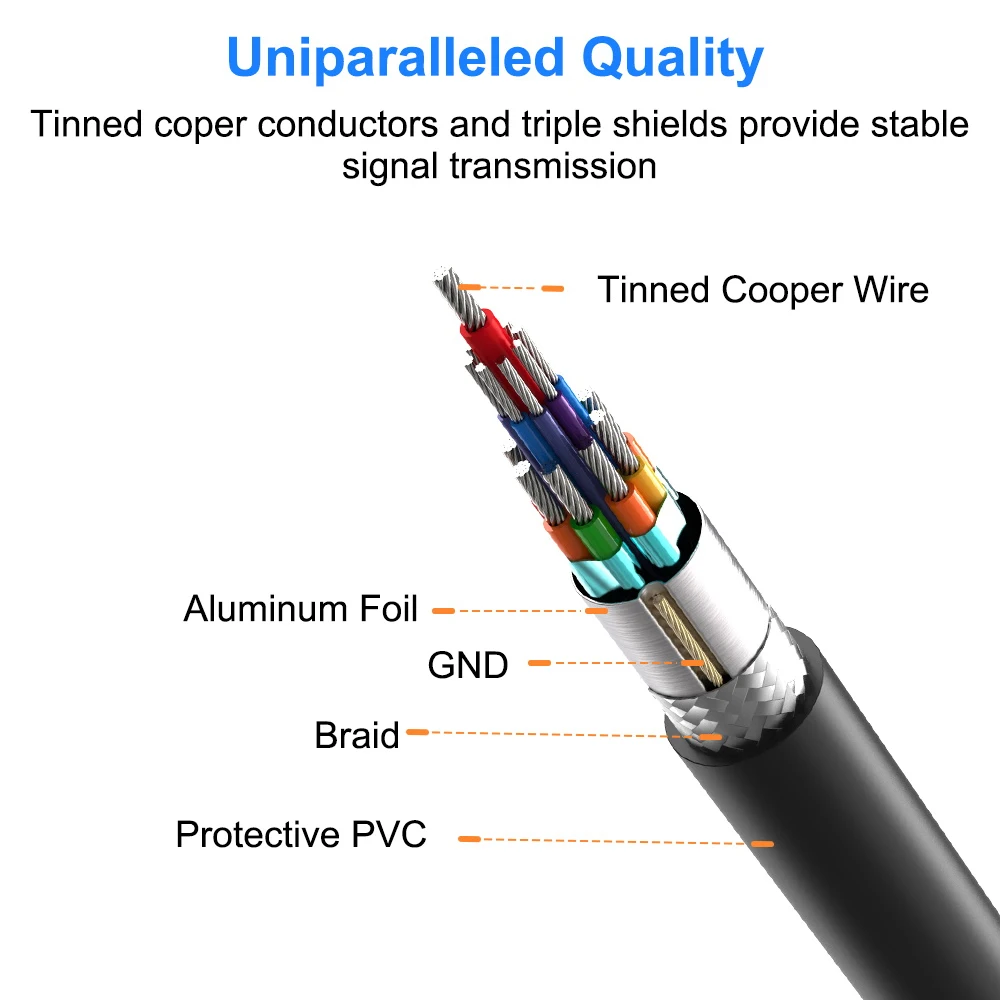 Uniparalleled Quality
Tinned coper conductors and triple shields provide stable
signal transmission
Tinned Cooper Wire
Aluminum Foil
GND
Braid
Protective PVC